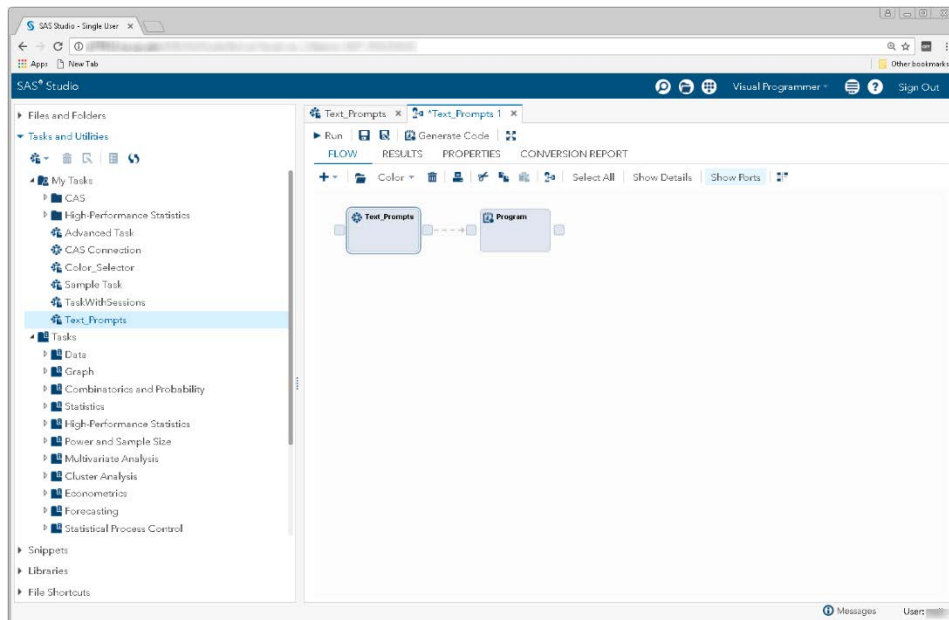 SAS Studio - Single User
Apps New Tab Other bookmarks
SAS® Studio Visual Programmer Sign Out
Files and Folders
Tasks and Utilities
My Tasks
CAS
High-Performance Statistics
Advanced Task
CAS Connection
Color_Selector
Sample Task
TaskWithSessions
Text_Prompts
Tasks
Data
Graph
Combinatorics and Probability
Statistics
High-Performance Statistics
Power and Sample Size
Multivariate Analysis
Cluster Analysis
Econometrics
Forecasting
Statistical Process Control
Snippets
Libraries
File Shortcuts
Text_Prompts *Text_Prompts 1
Run Generate Code
FLOW RESULTS PROPERTIES CONVERSION REPORT
Color Select All Show Details Show Ports
Text_Prompts Program
Messages User: